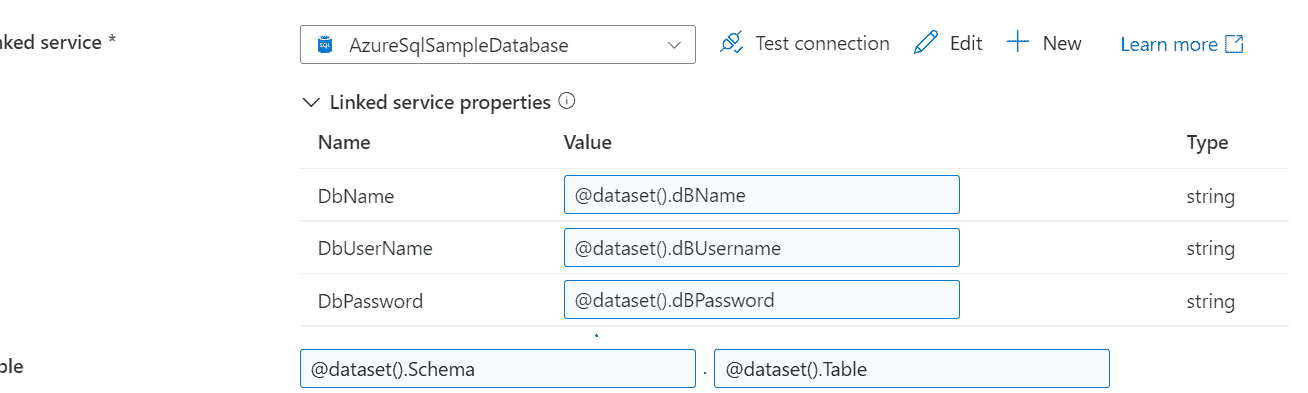 nked service *
SQL AzureSqlSampleDatabase Test connection Edit New Learn more
Linked service properties
Name Value Type
DbName @dataset().dBName string
DbUserName @dataset().dBUsername string
DbPassword @dataset().dBPassword string
ble @dataset().Schema . @dataset().Table